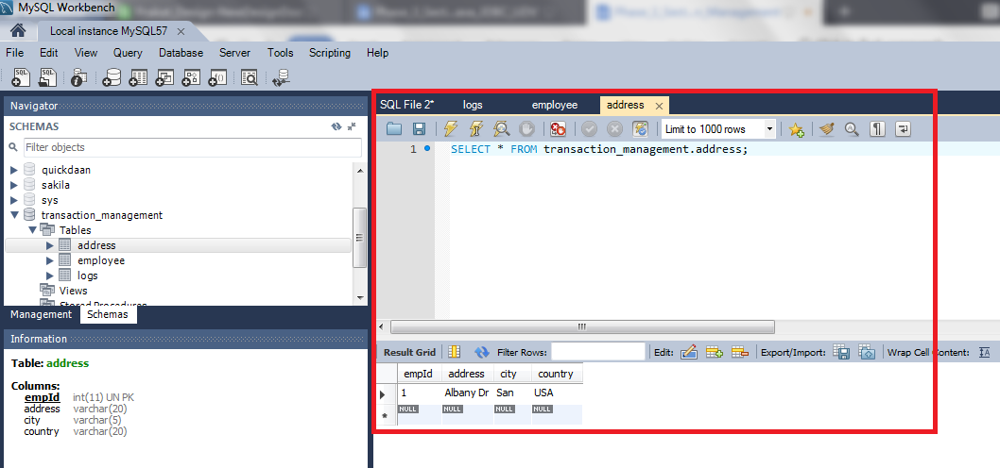 MySQL Workbench
Local instance MySQL57
File Edit View Query Database Server Tools Scripting Help
Navigator
SCHEMAS
Filter objects
quickdaan
sakila
sys
transaction_management
Tables
address
employee
logs
Views
Stored Procedures
Management Schemas
Information
Table: address
Columns:
empId int(11) UN PK
address varchar(20)
city varchar(5)
country varchar(20)
SQL File 2* logs employee address
Limit to 1000 rows
1 SELECT * FROM transaction_management.address;
Result Grid Filter Rows: Edit: Export/Import: Wrap Cell Content:
empId address city country
1 Albany Dr San USA
NULL NULL NULL NULL